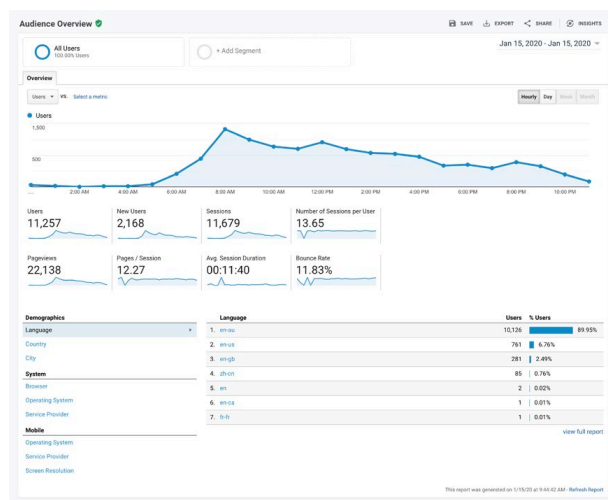 Audience Overview
SAVE EXPORT SHARE INSIGHTS
All Users
100.00% Users
+ Add Segment
Jan 15, 2020 - Jan 15, 2020
Overview
Users VS. Select a metric
Hourly Day Week Month
Users
1,500
500
...
2:00 AM 4:00 AM 6:00 AM 8:00 AM 10:00 AM 12:00 PM 2:00 PM 4:00 PM 6:00 PM 8:00 PM 10:00 PM
Users
11,257
New Users
2,168
Sessions
11,679
Number of Sessions per User
13.65
Pageviews
22,138
Pages / Session
12.27
Avg. Session Duration
00:11:40
Bounce Rate
11.83%
Demographics
Language
Country
City
System
Browser
Operating System
Service Provider
Mobile
Operating System
Service Provider
Screen Resolution
Language Users % Users
1. en-au 10,126 89.95%
2. en-us 761 6.76%
3. en-gb 281 2.49%
4. zh-cn 85 0.76%
5. en 2 0.02%
6. en-ca 1 0.01%
7. fr-fr 1 0.01%
view full report
This report was generated on 1/15/20 at 9:44:42 AM - Refresh Report